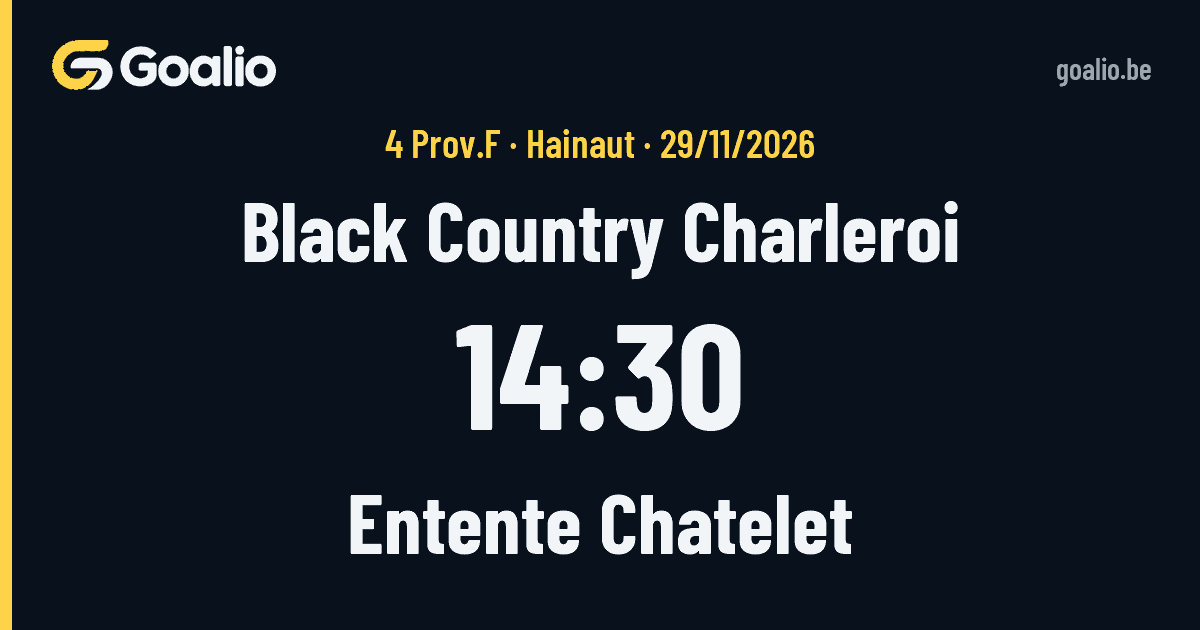 Goalio
goalio.be
4 Prov.F · Hainaut · 29/11/2026
Black Country Charleroi
14:30
Entente Chatelet